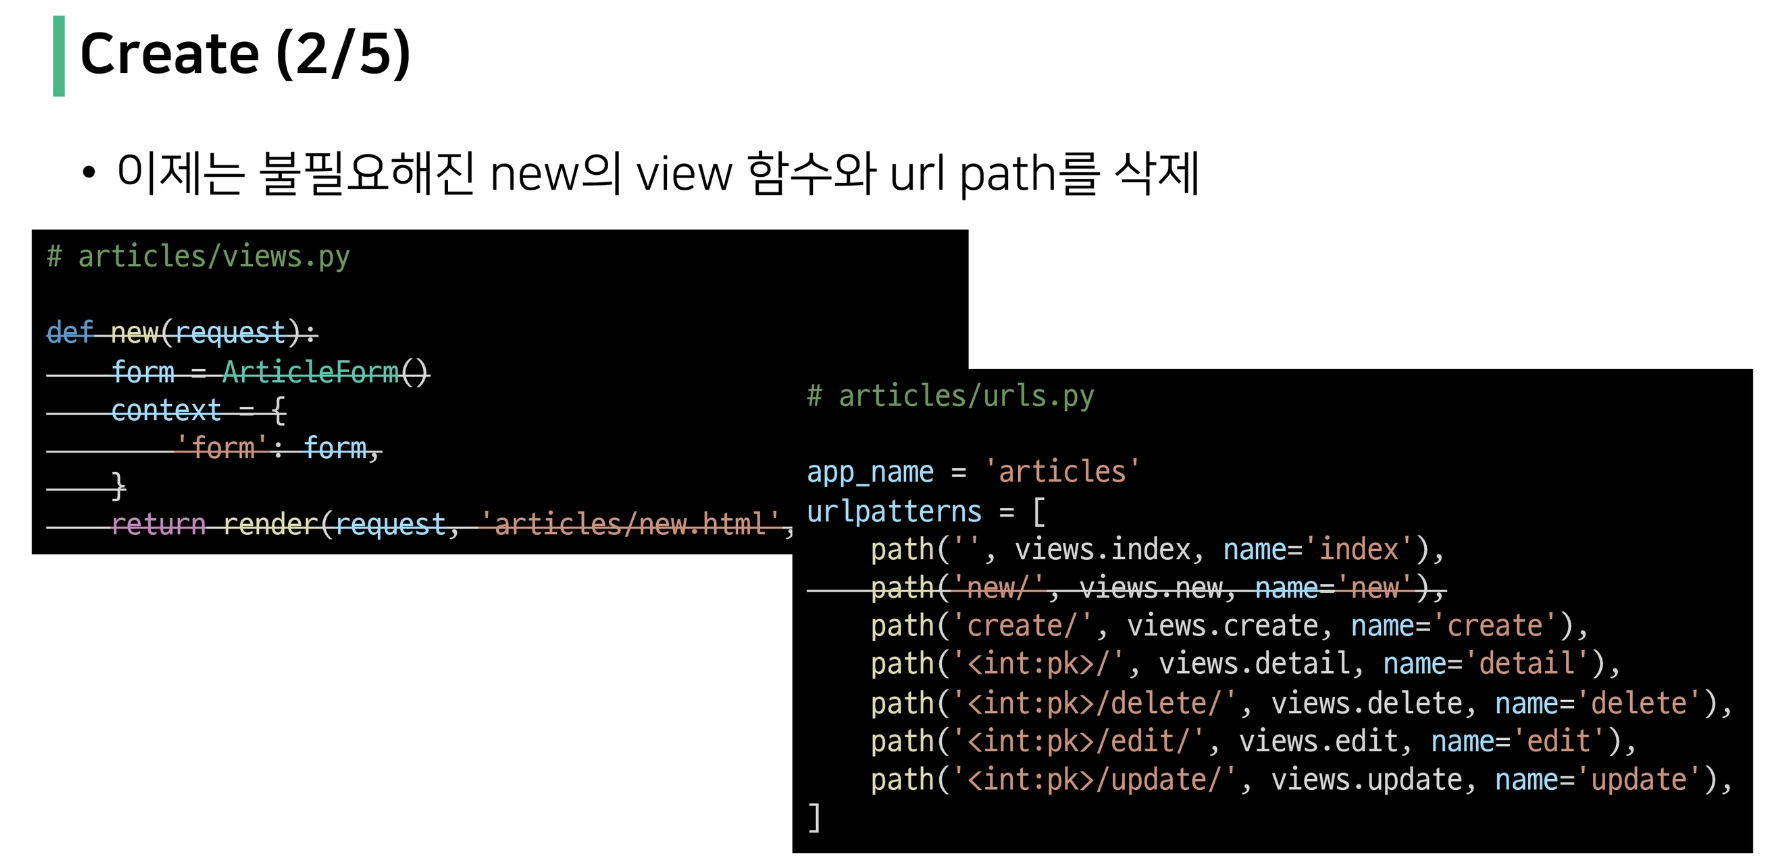 Create (2/5)
• 이제는 불필요해진 new의 view 함수와 url path를 삭제
# articles/views.py
def new(request):
    form = ArticleForm()
    context = {
        'form': form,
    }
    return render(request, 'articles/new.html',
# articles/urls.py
app_name = 'articles'
urlpatterns = [
    path('', views.index, name='index'),
    path('new/', views.new, name='new'),
    path('create/', views.create, name='create'),
    path('<int:pk>/', views.detail, name='detail'),
    path('<int:pk>/delete/', views.delete, name='delete'),
    path('<int:pk>/edit/', views.edit, name='edit'),
    path('<int:pk>/update/', views.update, name='update'),
]